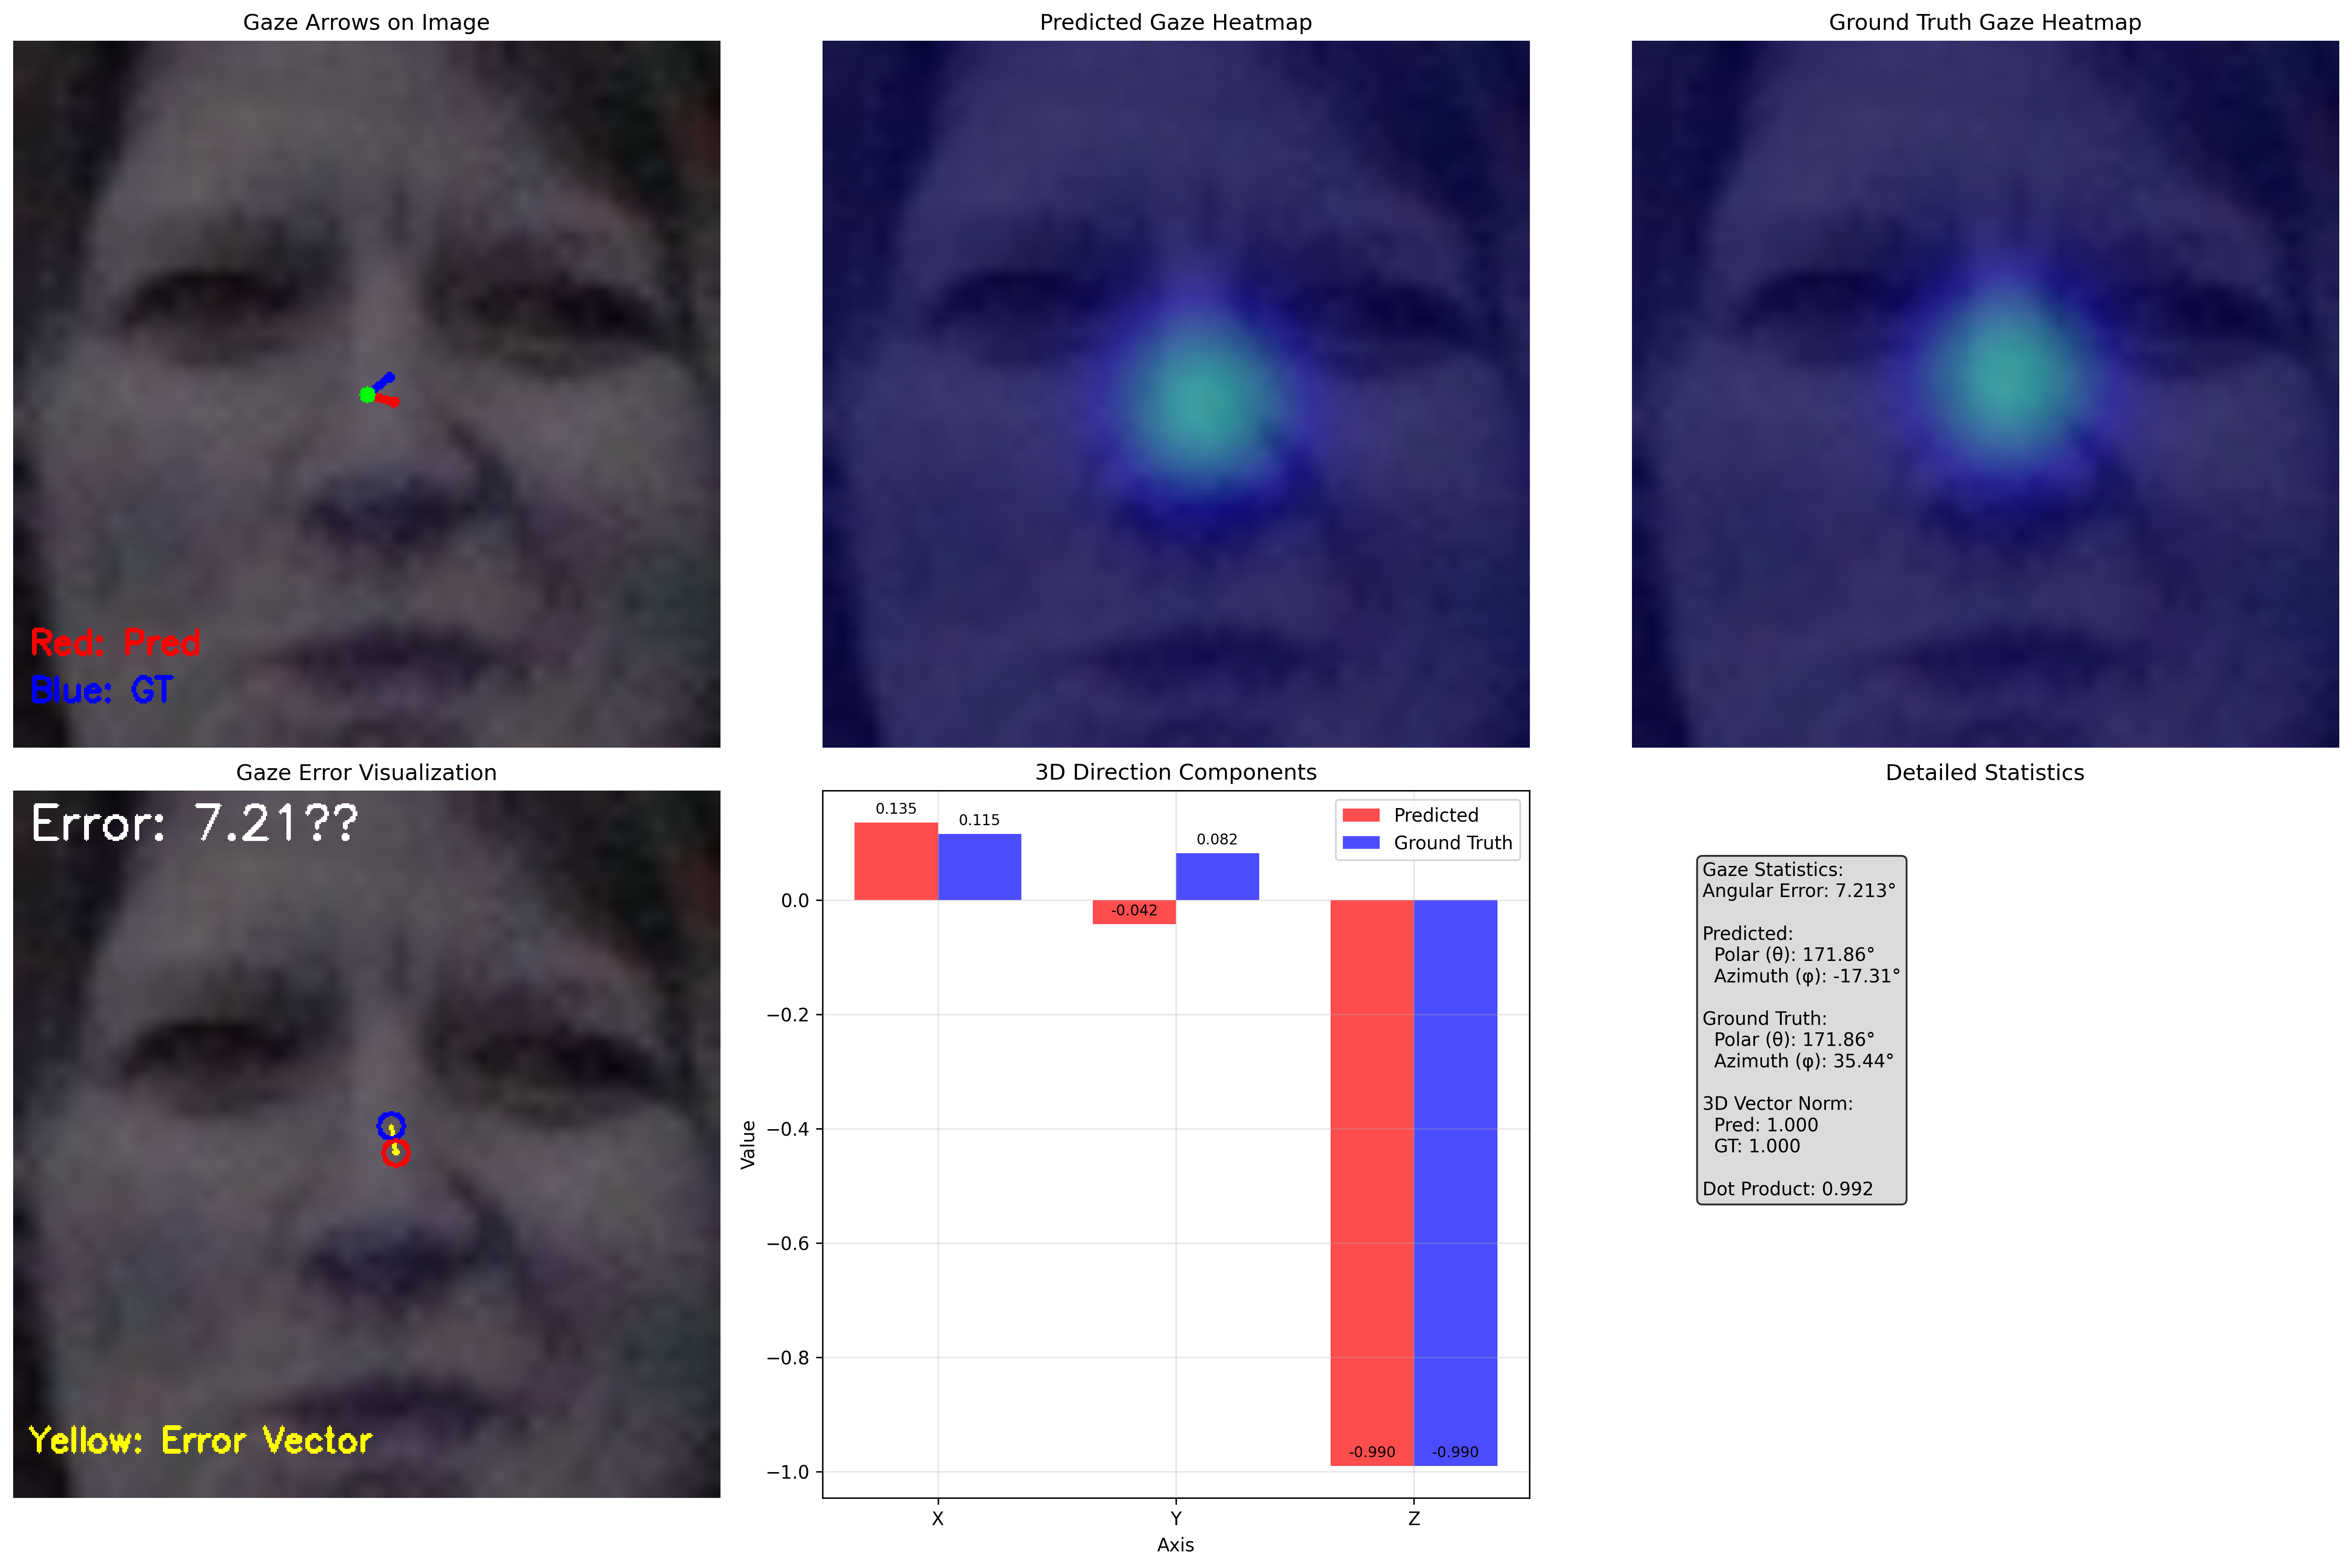 Gaze Arrows on Image
Predicted Gaze Heatmap
Ground Truth Gaze Heatmap
Red: Pred
Blue: GT
Gaze Error Visualization
Error: 7.21??
Yellow: Error Vector
3D Direction Components
0.135
0.115
-0.042
0.082
-0.990
-0.990
Predicted
Ground Truth
0.0
−0.2
−0.4
−0.6
−0.8
−1.0
Value
X
Y
Z
Axis
Detailed Statistics
Gaze Statistics:
Angular Error: 7.213°
Predicted:
Polar (θ): 171.86°
Azimuth (φ): -17.31°
Ground Truth:
Polar (θ): 171.86°
Azimuth (φ): 35.44°
3D Vector Norm:
Pred: 1.000
GT: 1.000
Dot Product: 0.992